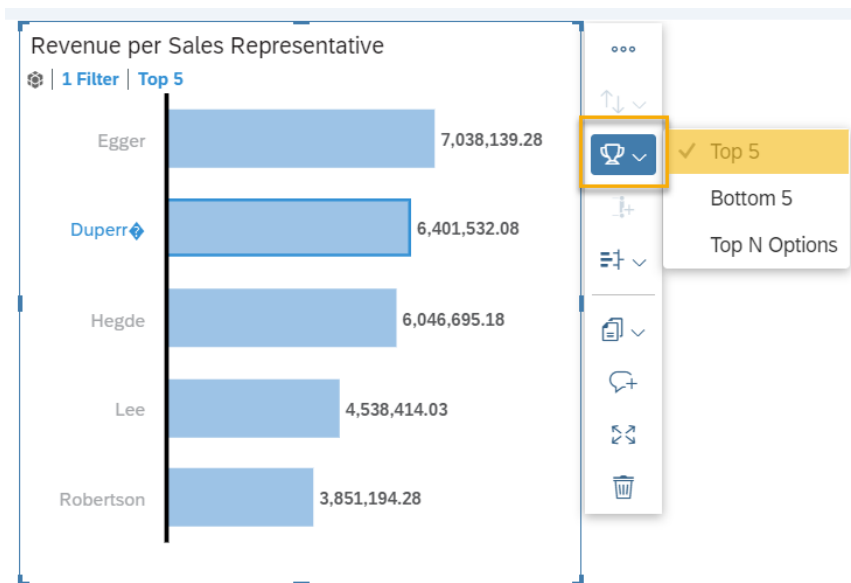 Revenue per Sales Representative
1 Filter | Top 5
Egger 7,038,139.28
Duperr� 6,401,532.08
Hegde 6,046,695.18
Lee 4,538,414.03
Robertson 3,851,194.28
Top 5
Bottom 5
Top N Options